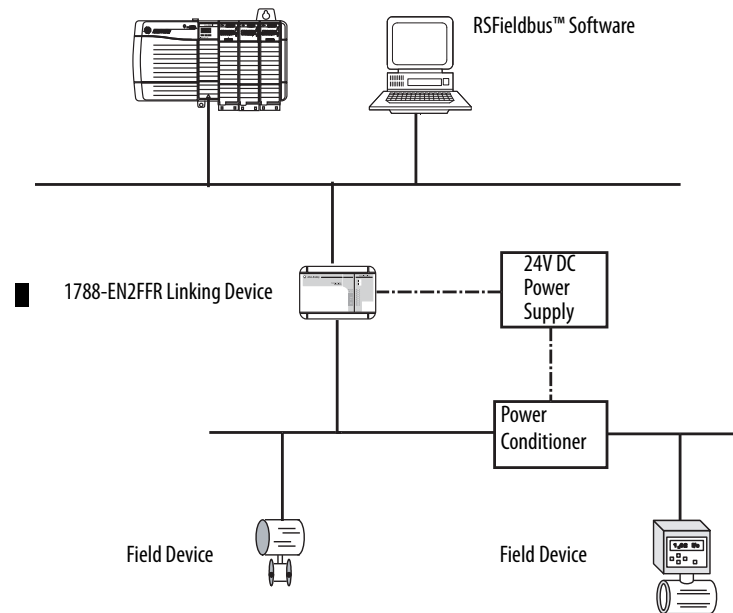 RSFieldbus™ Software
1788-EN2FFR Linking Device
24V DC
Power
Supply
Power
Conditioner
Field Device
Field Device